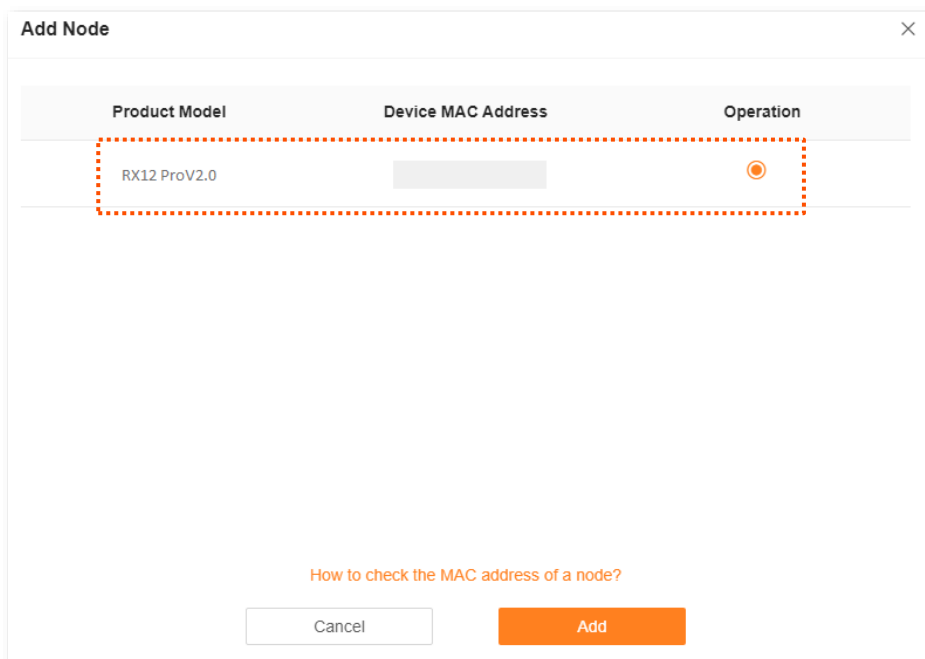 Add Node
Product Model Device MAC Address Operation
RX12 ProV2.0
How to check the MAC address of a node?
Cancel Add